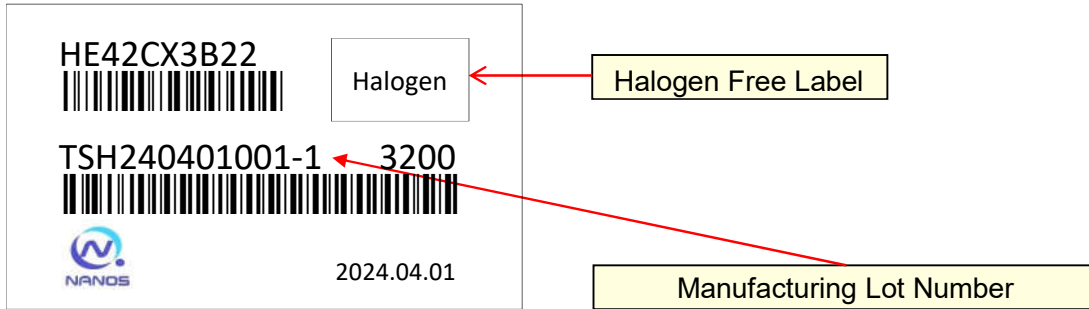 HE42CX3B22
Halogen
Halogen Free Label
TSH240401001-1 3200
NANOS
2024.04.01
Manufacturing Lot Number